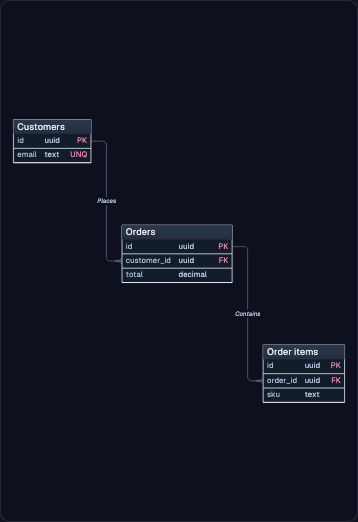 Customers
id uuid PK
email text UNQ
Places
Orders
id uuid PK
customer_id uuid FK
total decimal
Contains
Order items
id uuid PK
order_id uuid FK
sku text